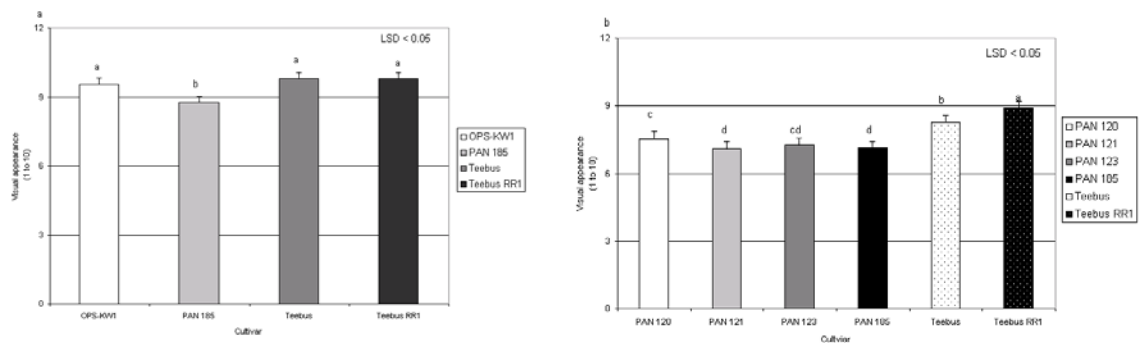 a
12
9
6
3
0
Visual appearance
(1 to 10)
LSD < 0.05
a
b
a
a
OPS-KW1
PAN 185
Teebus
Teebus RR1
Cultivar
OPS-KW1
PAN 185
Teebus
Teebus RR1
b
12
9
6
3
0
Visual appearance
(1 to 10)
LSD < 0.05
c
d
cd
d
b
a
PAN 120
PAN 121
PAN 123
PAN 185
Teebus
Teebus RR1
Cultivar
PAN 120
PAN 121
PAN 123
PAN 185
Teebus
Teebus RR1